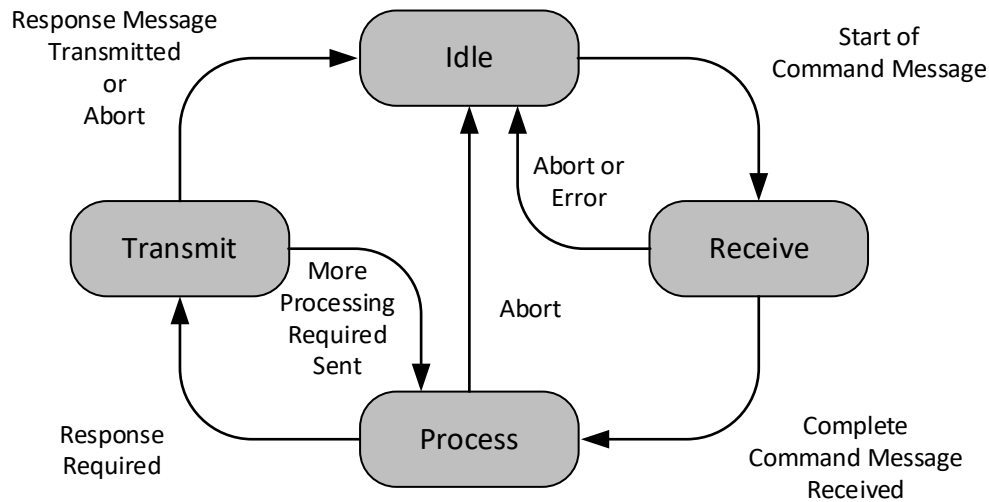 Response Message
Transmitted
or
Abort
Idle
Start of
Command Message
Abort or
Error
Transmit
Receive
More
Processing
Required
Sent
Abort
Response
Required
Process
Complete
Command Message
Received